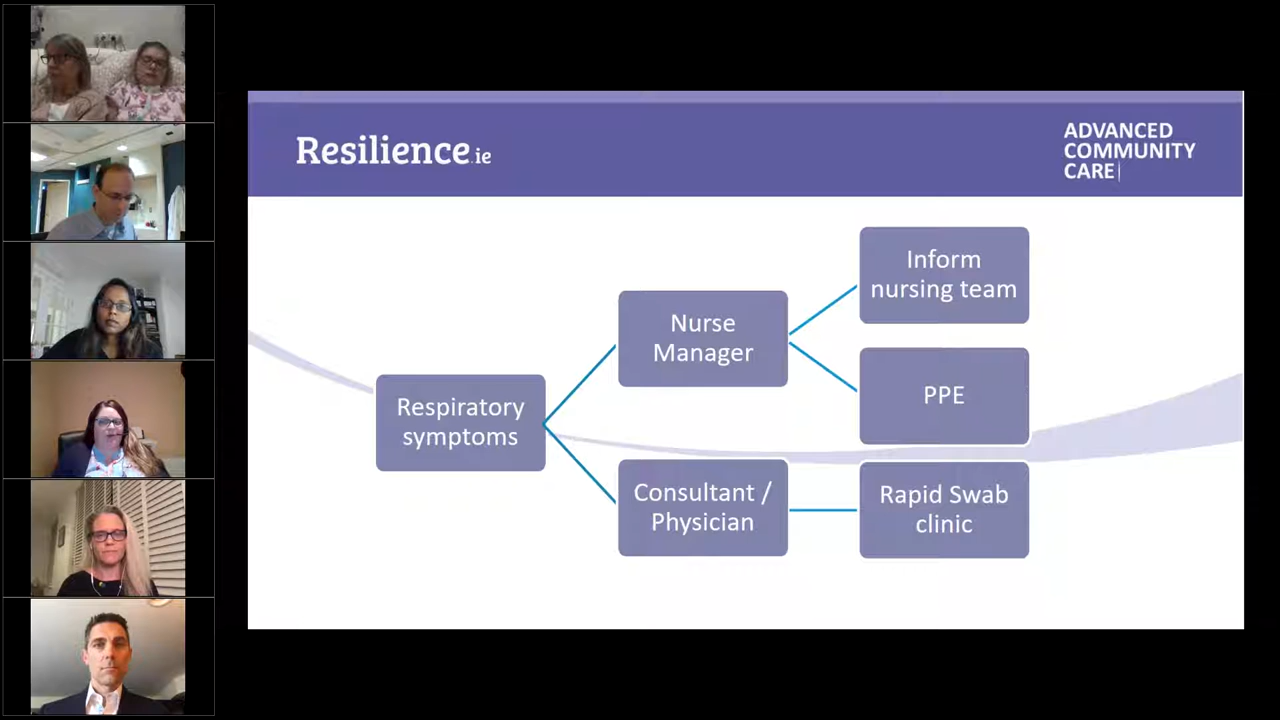 Resilience.ie
ADVANCED
COMMUNITY
CARE
Inform
nursing team
Nurse
Manager
PPE
Respiratory
symptoms
Consultant /
Physician
Rapid Swab
clinic